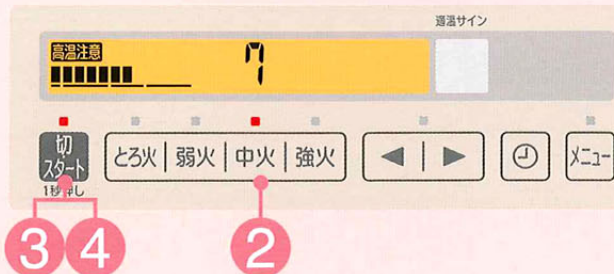 適温サイン
高温注意
7
切
スタート
とろ火 弱火 中火 強火
メニュー
1秒押し
3 4 2